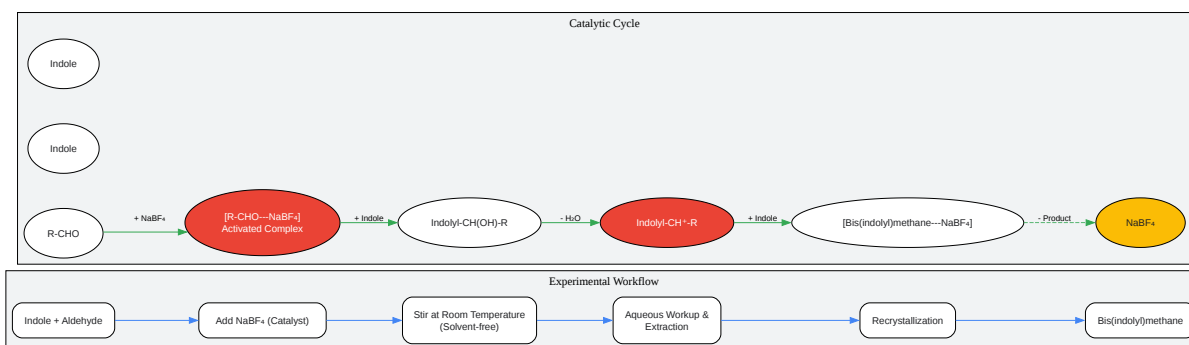 Catalytic Cycle
Indole
Indole
R-CHO
+ NaBF₄
[R-CHO---NaBF₄]
Activated Complex
+ Indole
Indolyl-CH(OH)-R
- H₂O
Indolyl-CH⁺-R
+ Indole
[Bis(indolyl)methane---NaBF₄]
- Product
NaBF₄
Experimental Workflow
Indole + Aldehyde
Add NaBF₄ (Catalyst)
Stir at Room Temperature
(Solvent-free)
Aqueous Workup &
Extraction
Recrystallization
Bis(indolyl)methane